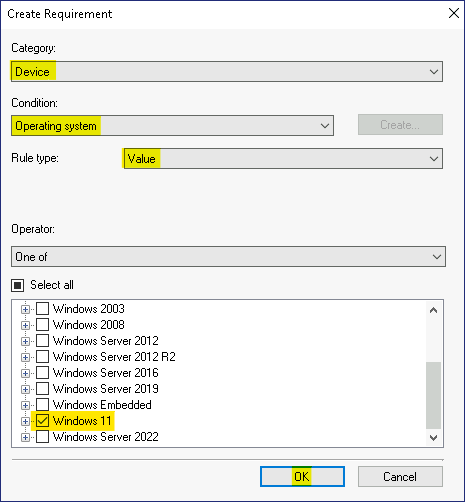 Create Requirement
Category:
Device
Condition:
Operating system
Create...
Rule type:
Value
Operator:
One of
Select all
Windows 2003
Windows 2008
Windows Server 2012
Windows Server 2012 R2
Windows Server 2016
Windows Server 2019
Windows Embedded
Windows 11
Windows Server 2022
OK
Cancel